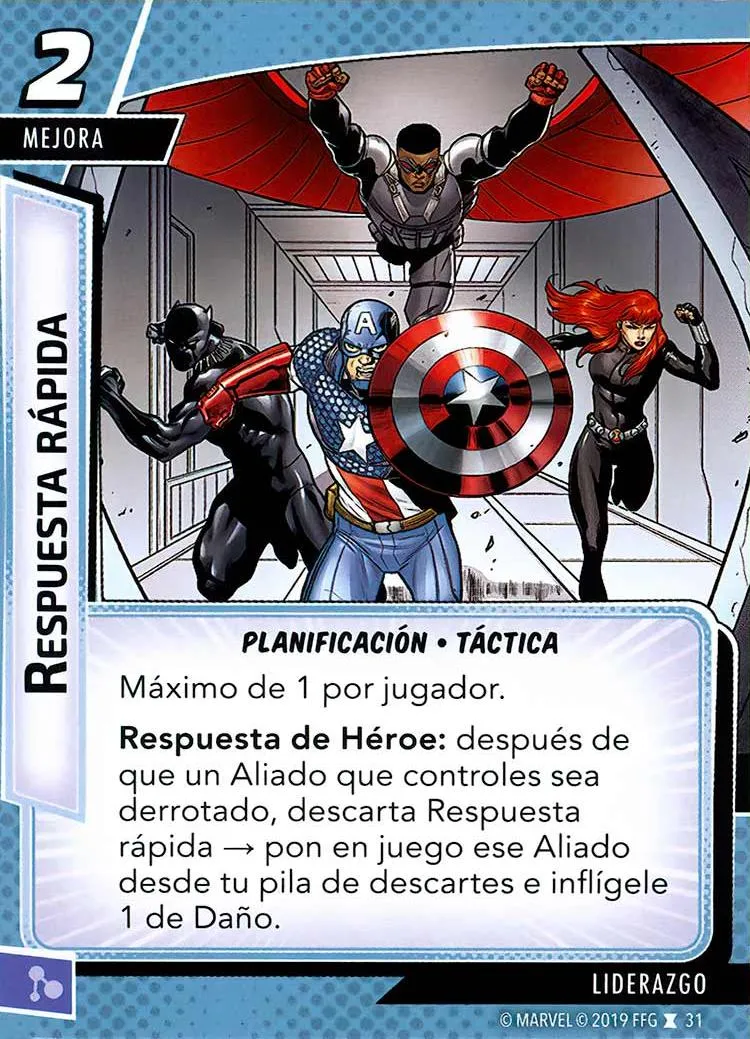 2
MEJORA
RESPUESTA RÁPIDA
A
PLANIFICACIÓN • TÁCTICA
Máximo de 1 por jugador.
Respuesta de Héroe: después de
que un Aliado que controles sea
derrotado, descarta Respuesta
rápida → pon en juego ese Aliado
desde tu pila de descartes e inflígele
1 de Daño.
LIDERAZGO
© MARVEL © 2019 FFG 31